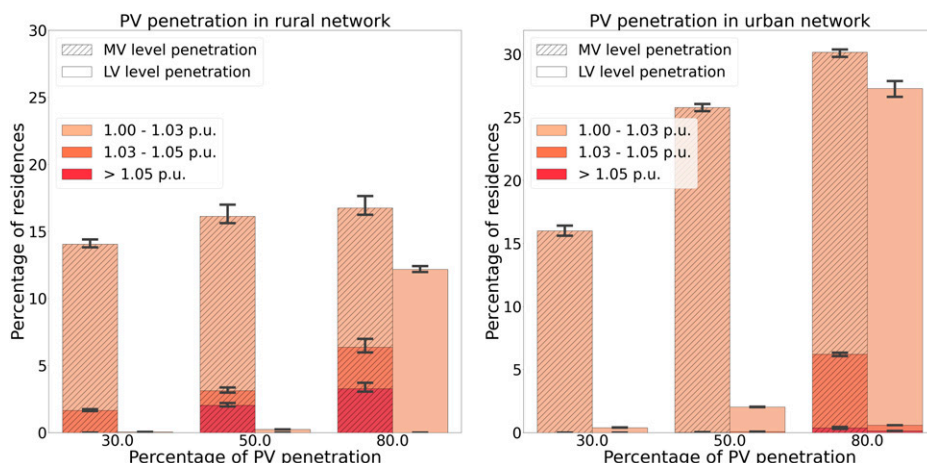 PV penetration in rural network
30
25
20
15
10
5
0
Percentage of residences
MV level penetration
LV level penetration
1.00 - 1.03 p.u.
1.03 - 1.05 p.u.
> 1.05 p.u.
30.0
50.0
80.0
Percentage of PV penetration
PV penetration in urban network
30
25
20
15
10
5
0
Percentage of residences
MV level penetration
LV level penetration
1.00 - 1.03 p.u.
1.03 - 1.05 p.u.
> 1.05 p.u.
30.0
50.0
80.0
Percentage of PV penetration